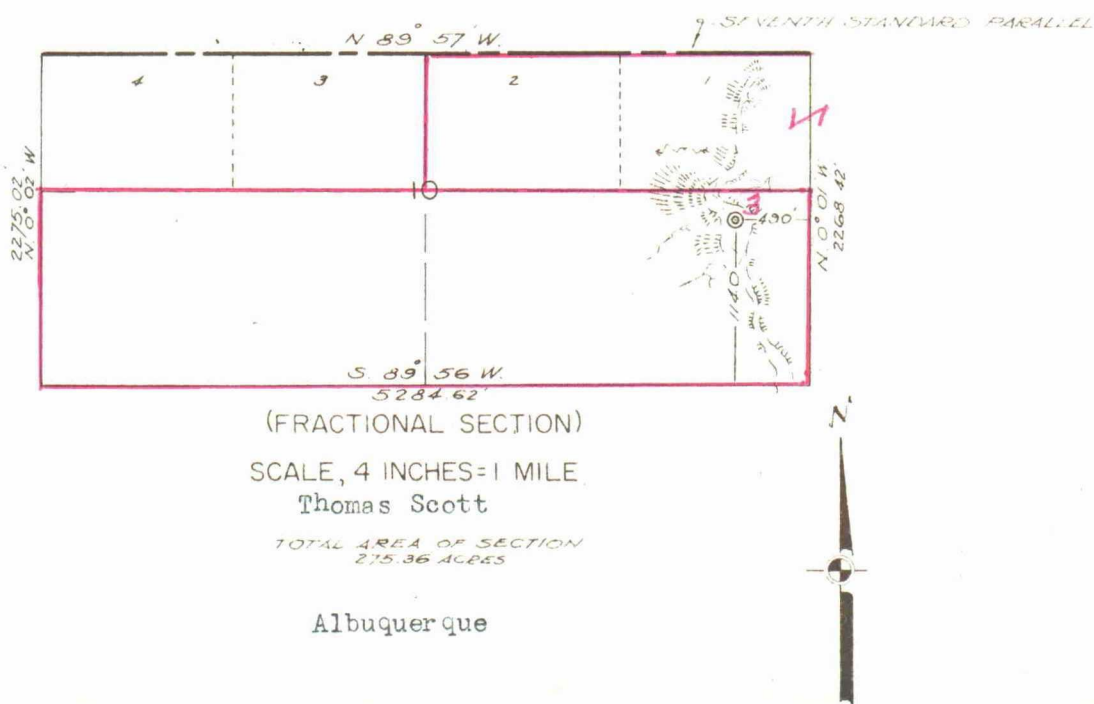 SEVENTH STANDARD PARALLEL
N 89° 57' W.
4 3 2 1
N
2275.02'
N. 0° 02' W
10
3
490'
N. 0° 01' W
2268.42'
1140
S. 89° 56 W.
5284.62'
(FRACTIONAL SECTION)
SCALE, 4 INCHES=1 MILE
Thomas Scott
N
TOTAL AREA OF SECTION
275.36 ACRES
Albuquerque